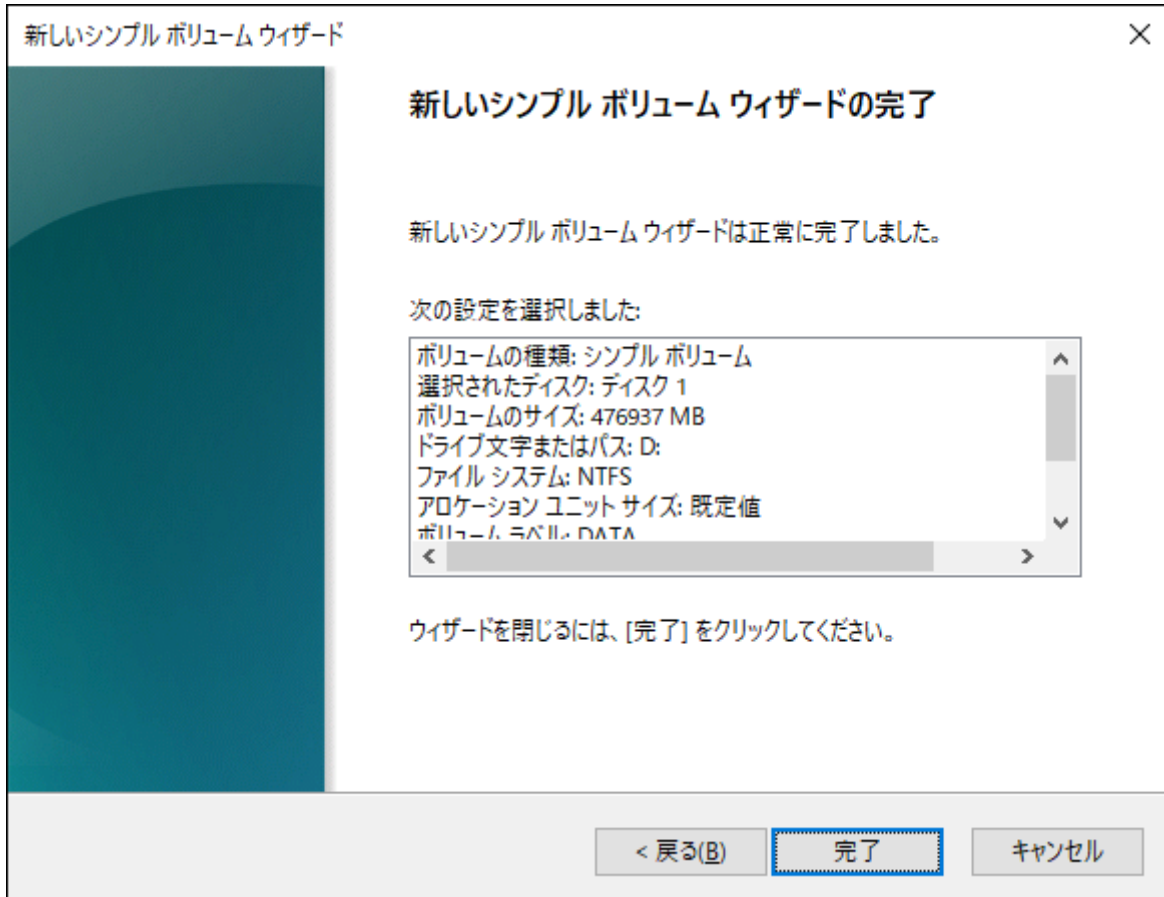 新しいシンプル ボリューム ウィザード
新しいシンプル ボリューム ウィザードの完了
新しいシンプル ボリューム ウィザードは正常に完了しました。
次の設定を選択しました:
ボリュームの種類: シンプル ボリューム
選択されたディスク: ディスク 1
ボリュームのサイズ: 476937 MB
ドライブ文字またはパス: D:
ファイル システム: NTFS
アロケーション ユニット サイズ: 既定値
ボリューム ラベル: DATA
ウィザードを閉じるには、[完了] をクリックしてください。
< 戻る(B)
完了
キャンセル